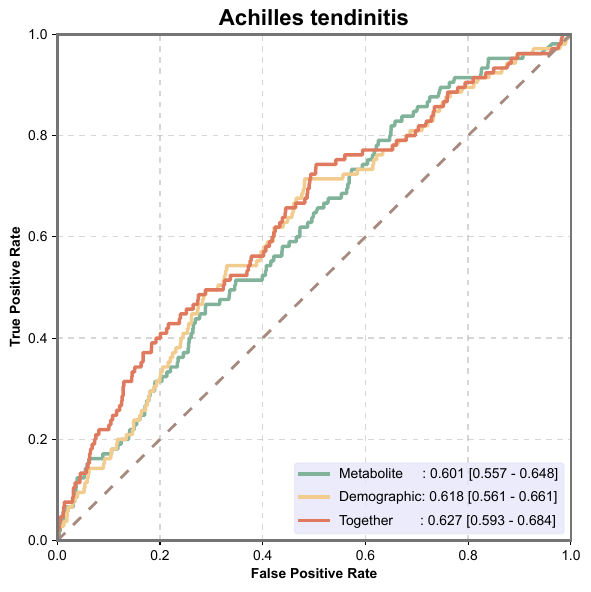 Achilles tendinitis
True Positive Rate
1.0
0.8
0.6
0.4
0.2
0.0
0.0 0.2 0.4 0.6 0.8 1.0
False Positive Rate
Metabolite : 0.601 [0.557 - 0.648]
Demographic: 0.618 [0.561 - 0.661]
Together : 0.627 [0.593 - 0.684]